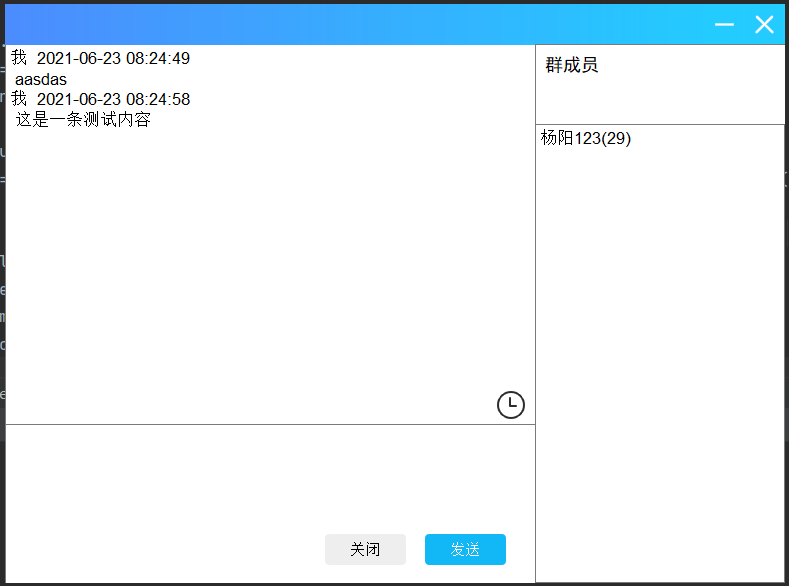 我 2021-06-23 08:24:49
aasdas
我 2021-06-23 08:24:58
这是一条测试内容
群成员
杨阳123(29)
关闭
发送